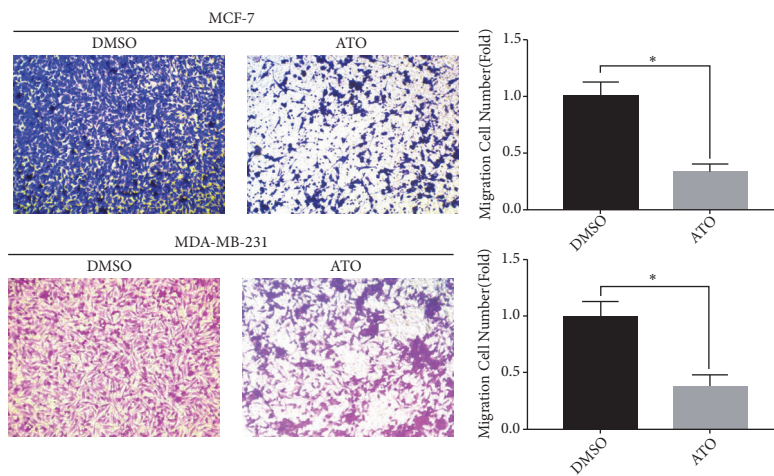 MCF-7
DMSO
ATO
Migration Cell Number(Fold)
1.5
1.0
0.5
0.0
*
DMSO
ATO
MDA-MB-231
DMSO
ATO
Migration Cell Number(Fold)
1.5
1.0
0.5
0.0
*
DMSO
ATO